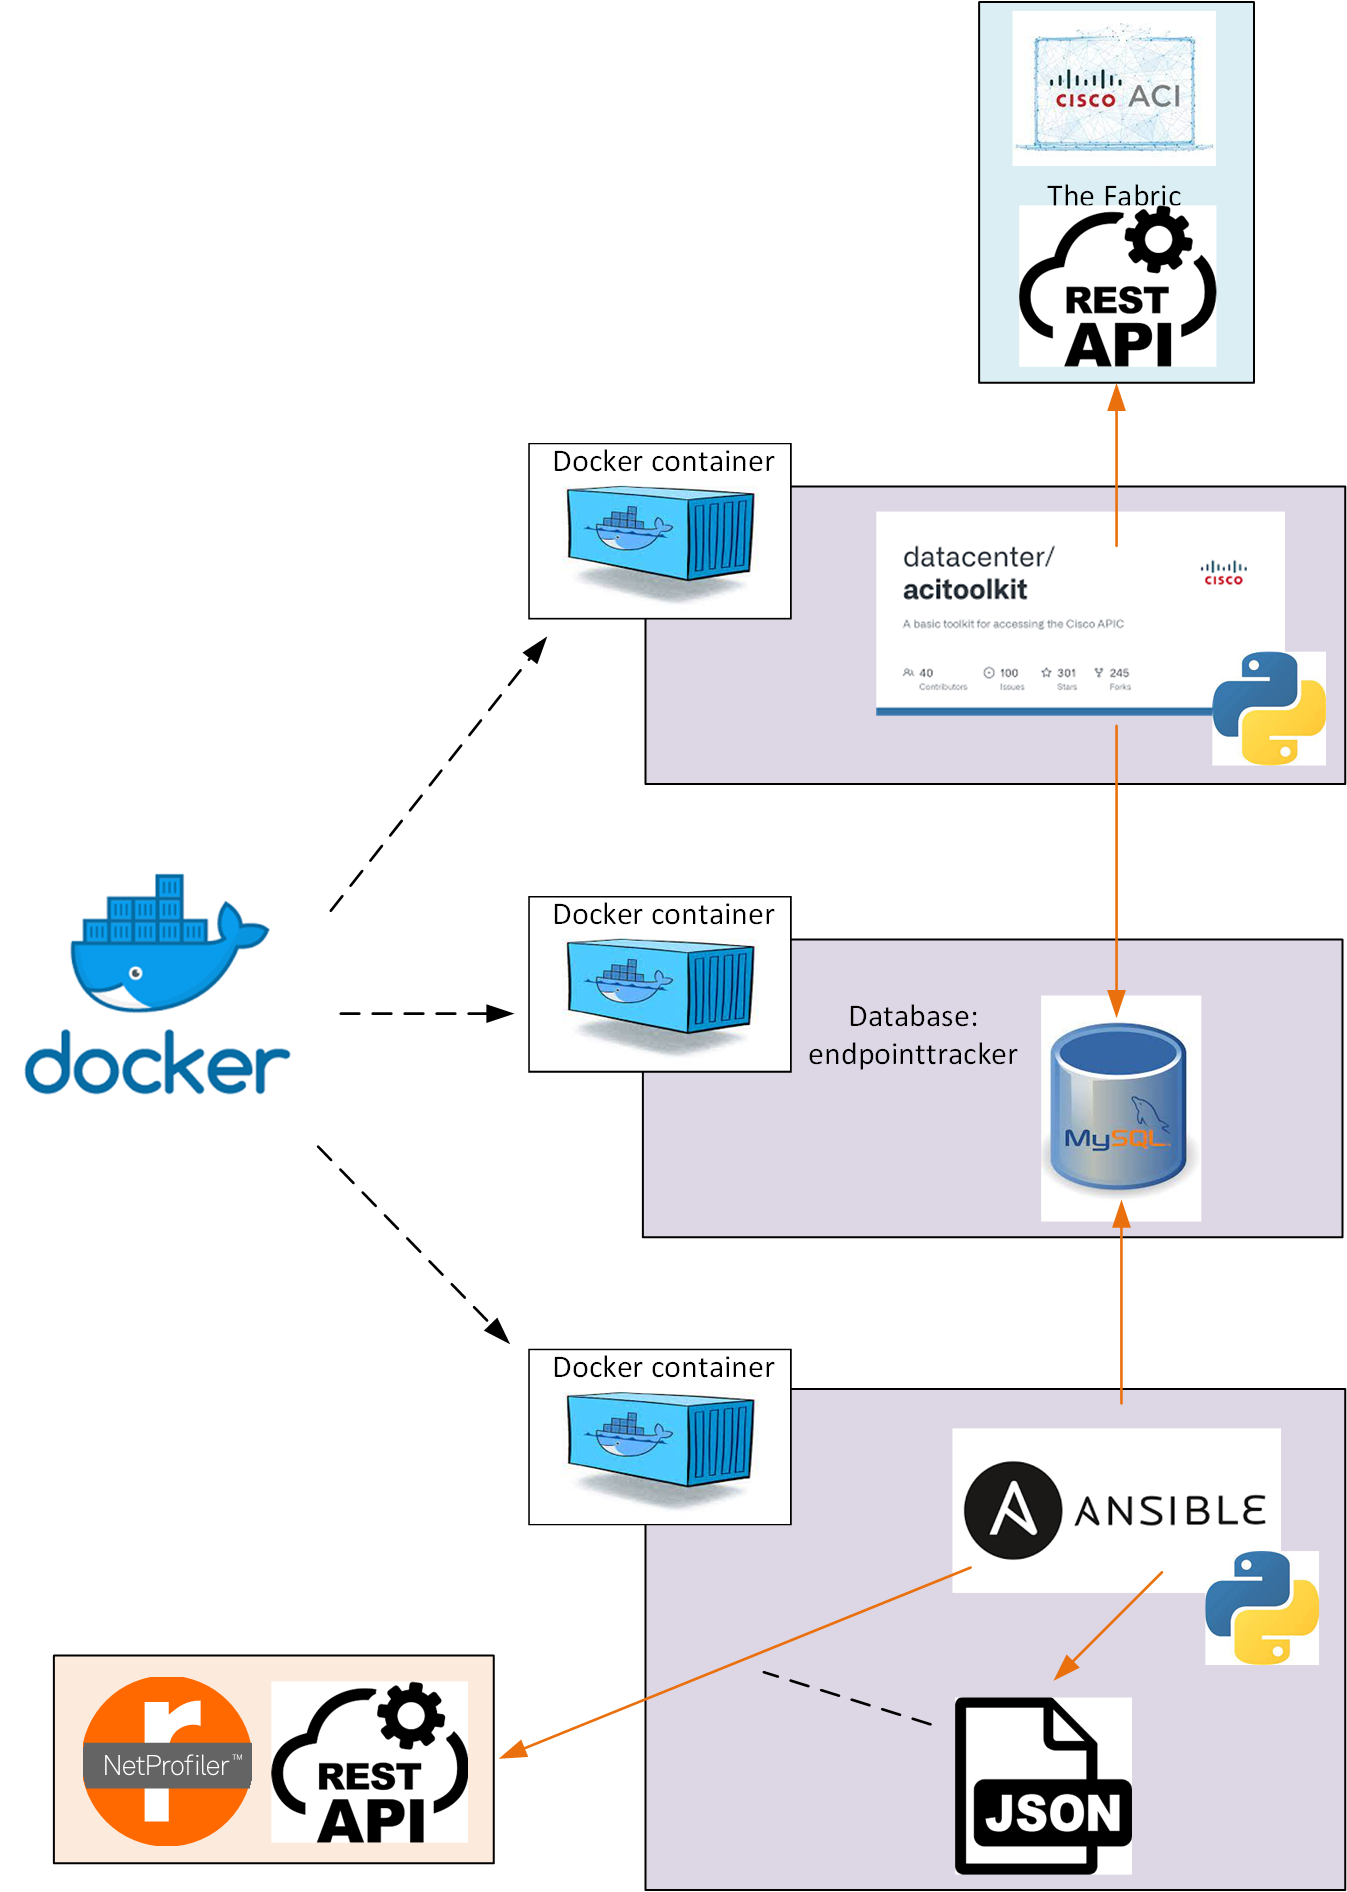 CISCO ACI
The Fabric
REST
API
Docker container
datacenter/
acitoolkit
CISCO
A basic toolkit for accessing the Cisco APIC
40 100 301 245
Contributors Issues Stars Forks
docker
Docker container
Database:
endpointtracker
MySQL
Docker container
A ANSIBLE
r
NetProfiler™
REST
API
JSON